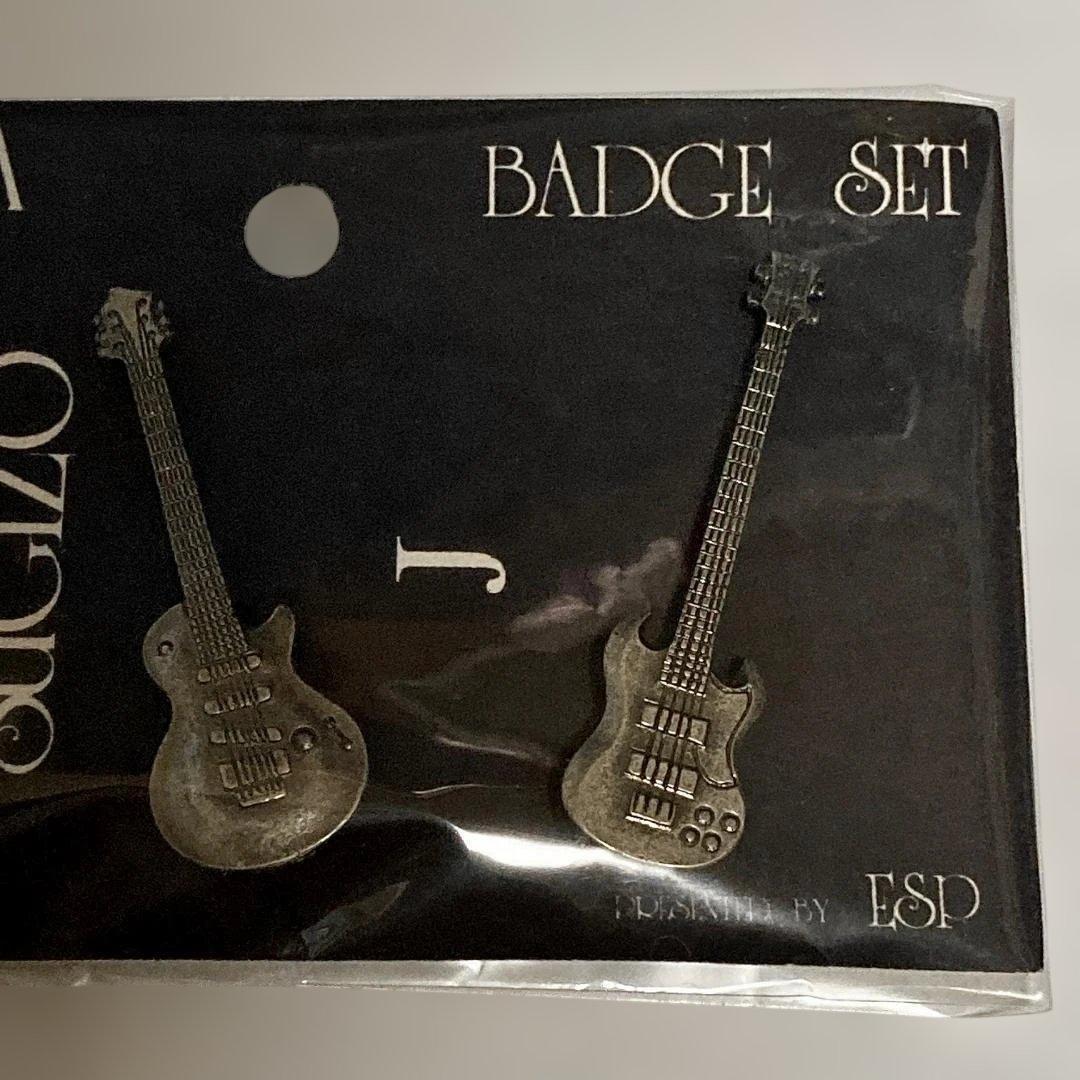 BADGE SET
SUGIZO
J
PRESENTED BY ESP